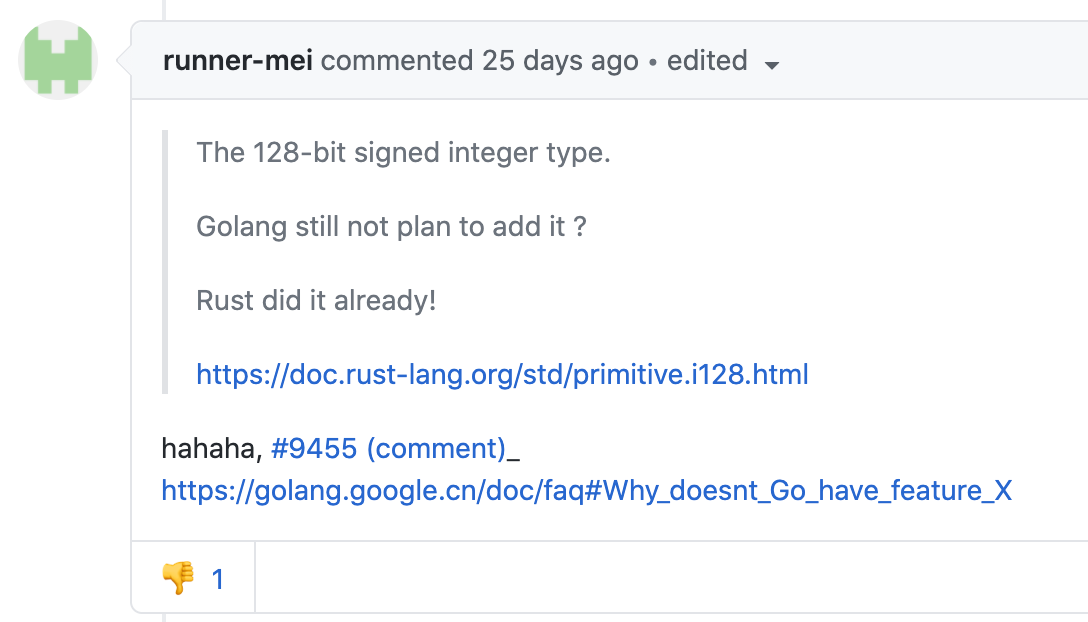 runner-mei commented 25 days ago • edited
The 128-bit signed integer type.
Golang still not plan to add it ?
Rust did it already!
https://doc.rust-lang.org/std/primitive.i128.html
hahaha, #9455 (comment)_
https://golang.google.cn/doc/faq#Why_doesnt_Go_have_feature_X
👎 1